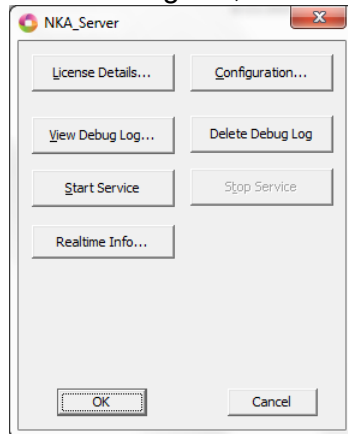 NKA_Server
License Details... Configuration...
View Debug Log... Delete Debug Log
Start Service Stop Service
Realtime Info...
OK Cancel